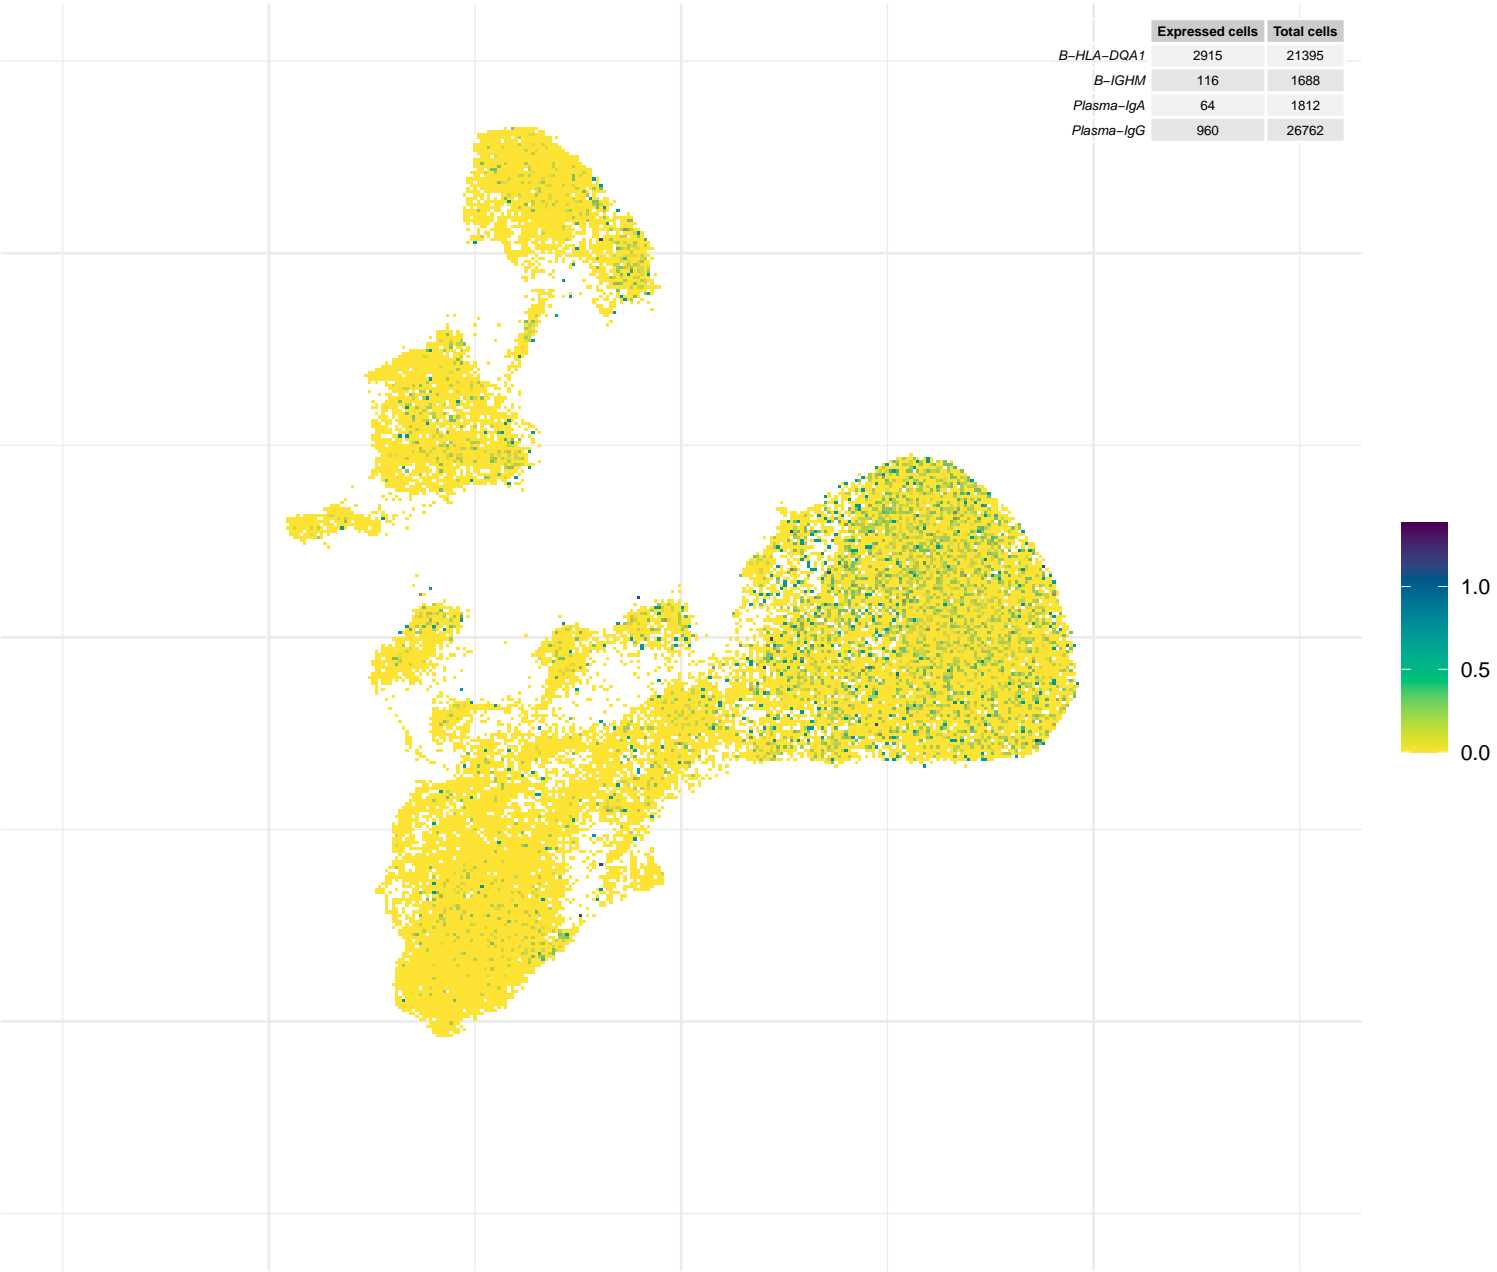 Expressed cells Total cells
B−HLA−DQA1 2915 21395
B−IGHM 116 1688
Plasma−IgA 64 1812
Plasma−IgG 960 26762
1.0
0.5
0.0